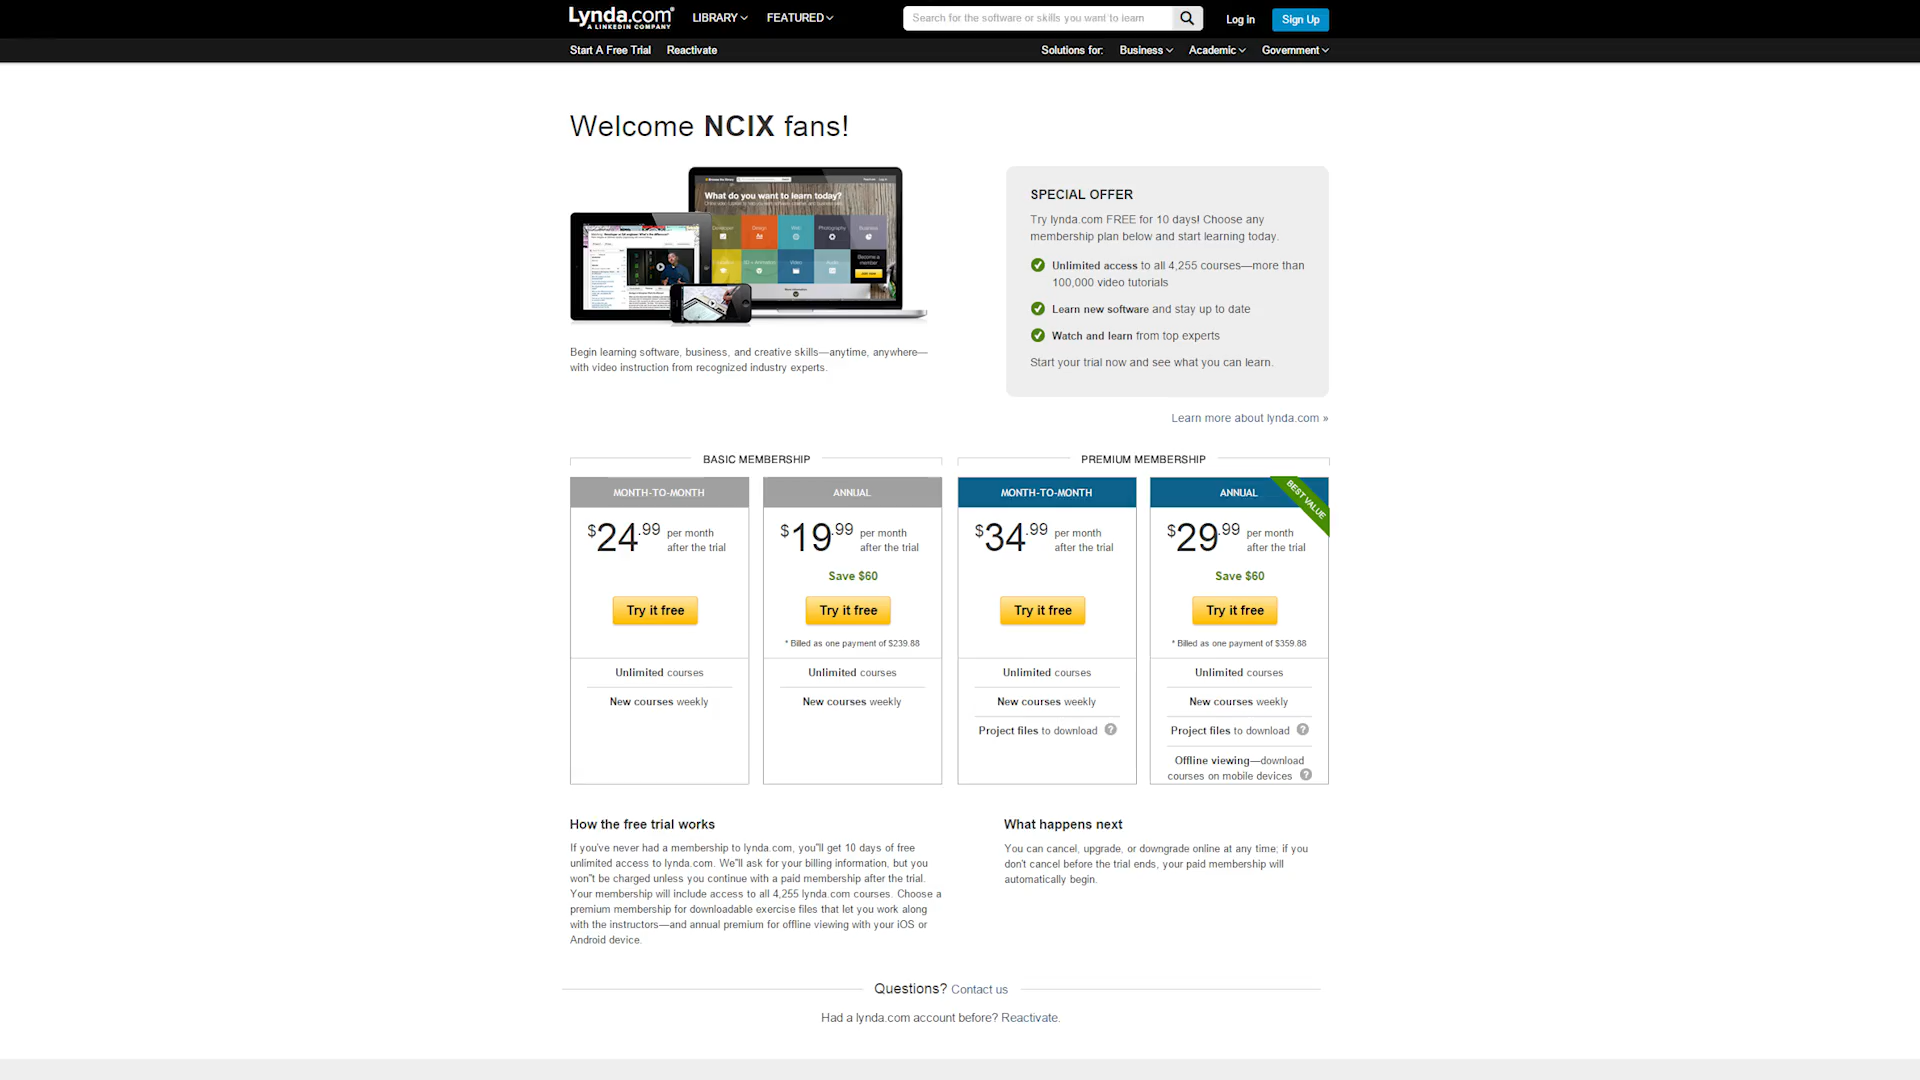 Lynda.com®
A LINKEDIN COMPANY
LIBRARY
FEATURED
Search for the software or skills you want to learn
Log in
Sign Up
Start A Free Trial
Reactivate
Solutions for:
Business
Academic
Government
Welcome NCIX fans!
What do you want to learn today?
Begin learning software, business, and creative skills—anytime, anywhere—
with video instruction from recognized industry experts.
SPECIAL OFFER
Try lynda.com FREE for 10 days! Choose any
membership plan below and start learning today.
Unlimited access to all 4,255 courses—more than
100,000 video tutorials
Learn new software and stay up to date
Watch and learn from top experts
Start your trial now and see what you can learn.
Learn more about lynda.com »
BASIC MEMBERSHIP
MONTH-TO-MONTH
$24.99 per month
after the trial
Try it free
Unlimited courses
New courses weekly
ANNUAL
$19.99 per month
after the trial
Save $60
Try it free
* Billed as one payment of $239.88
Unlimited courses
New courses weekly
PREMIUM MEMBERSHIP
MONTH-TO-MONTH
$34.99 per month
after the trial
Try it free
Unlimited courses
New courses weekly
Project files to download ?
ANNUAL
BEST VALUE
$29.99 per month
after the trial
Save $60
Try it free
* Billed as one payment of $359.88
Unlimited courses
New courses weekly
Project files to download ?
Offline viewing—download
courses on mobile devices ?
How the free trial works
If you've never had a membership to lynda.com, you"ll get 10 days of free
unlimited access to lynda.com. We"ll ask for your billing information, but you
won"t be charged unless you continue with a paid membership after the trial.
Your membership will include access to all 4,255 lynda.com courses. Choose a
premium membership for downloadable exercise files that let you work along
with the instructors—and annual premium for offline viewing with your iOS or
Android device.
What happens next
You can cancel, upgrade, or downgrade online at any time; if you
don't cancel before the trial ends, your paid membership will
automatically begin.
Questions? Contact us
Had a lynda.com account before? Reactivate.